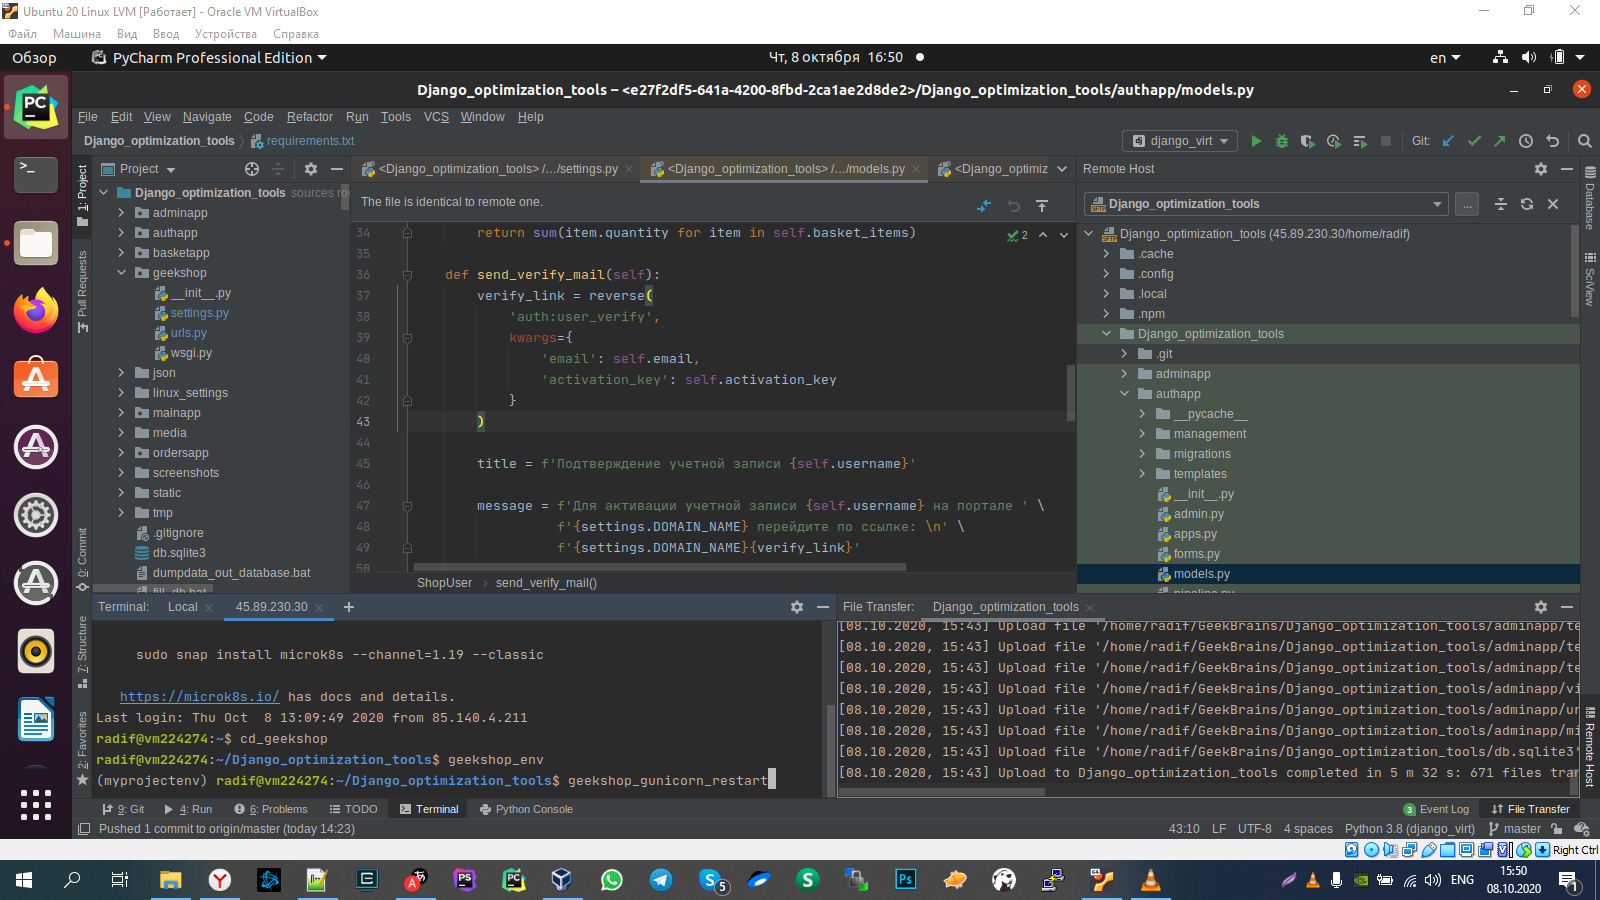 Ubuntu 20 Linux LVM [Работает] - Oracle VM VirtualBox
Файл Машина Вид Ввод Устройства Справка
Обзор PyCharm Professional Edition Чт, 8 октября 16:50 en
Django_optimization_tools – <e27f2df5-641a-4200-8fbd-2ca1ae2d8de2>/Django_optimization_tools/authapp/models.py
File Edit View Navigate Code Refactor Run Tools VCS Window Help
Django_optimization_tools requirements.txt django_virt Git:
1: Project
Pull Requests
0: Commit
7: Structure
2: Favorites
Project
Django_optimization_tools sources ro
adminapp
authapp
basketapp
geekshop
__init__.py
settings.py
urls.py
wsgi.py
json
linux_settings
mainapp
media
ordersapp
screenshots
static
tmp
.gitignore
db.sqlite3
dumpdata_out_database.bat
fill_db.bat
<Django_optimization_tools> /.../settings.py <Django_optimization_tools> /.../models.py <Django_optimiz
The file is identical to remote one.
2
34 return sum(item.quantity for item in self.basket_items)
35
36 def send_verify_mail(self):
37 verify_link = reverse(
38 'auth:user_verify',
39 kwargs={
40 'email': self.email,
41 'activation_key': self.activation_key
42 }
43 )
44
45 title = f'Подтверждение учетной записи {self.username}'
46
47 message = f'Для активации учетной записи {self.username} на портале ' \
48 f'{settings.DOMAIN_NAME} перейдите по ссылке: \n' \
49 f'{settings.DOMAIN_NAME}{verify_link}'
50
ShopUser › send_verify_mail()
Remote Host
Django_optimization_tools ...
Django_optimization_tools (45.89.230.30/home/radif)
.cache
.config
.local
.npm
Django_optimization_tools
.git
adminapp
authapp
__pycache__
management
migrations
templates
__init__.py
admin.py
apps.py
forms.py
models.py
pipeline.py
Database
SciView
Remote Host
Terminal: Local 45.89.230.30 +
sudo snap install microk8s --channel=1.19 --classic
https://microk8s.io/ has docs and details.
Last login: Thu Oct  8 13:09:49 2020 from 85.140.4.211
radif@vm224274:~$ cd_geekshop
radif@vm224274:~/Django_optimization_tools$ geekshop_env
(myprojectenv) radif@vm224274:~/Django_optimization_tools$ geekshop_gunicorn_restart
File Transfer: Django_optimization_tools
[08.10.2020, 15:43] Upload file '/home/radif/GeekBrains/Django_optimization_tools/adminapp/te
[08.10.2020, 15:43] Upload file '/home/radif/GeekBrains/Django_optimization_tools/adminapp/te
[08.10.2020, 15:43] Upload file '/home/radif/GeekBrains/Django_optimization_tools/adminapp/te
[08.10.2020, 15:43] Upload file '/home/radif/GeekBrains/Django_optimization_tools/adminapp/vi
[08.10.2020, 15:43] Upload file '/home/radif/GeekBrains/Django_optimization_tools/adminapp/ur
[08.10.2020, 15:43] Upload file '/home/radif/GeekBrains/Django_optimization_tools/adminapp/mi
[08.10.2020, 15:43] Upload file '/home/radif/GeekBrains/Django_optimization_tools/db.sqlite3'
[08.10.2020, 15:43] Upload to Django_optimization_tools completed in 5 m 32 s: 671 files tran
9: Git 4: Run 6: Problems TODO Terminal Python Console 3 Event Log File Transfer
Pushed 1 commit to origin/master (today 14:23) 43:10 LF UTF-8 4 spaces Python 3.8 (django_virt) master
Right Ctrl
5 ENG 15:50
08.10.2020 1